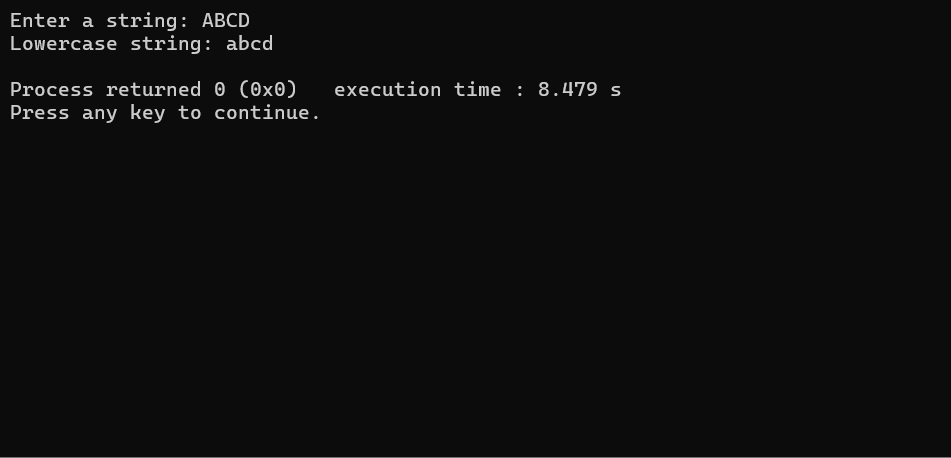 Enter a string: ABCD
Lowercase string: abcd
Process returned 0 (0x0)   execution time : 8.479 s
Press any key to continue.